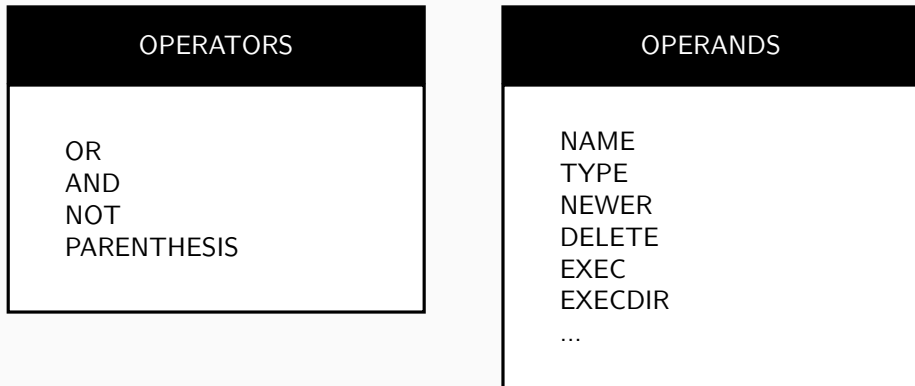 OPERATORS
OR
AND
NOT
PARENTHESIS
OPERANDS
NAME
TYPE
NEWER
DELETE
EXEC
EXECDIR
...